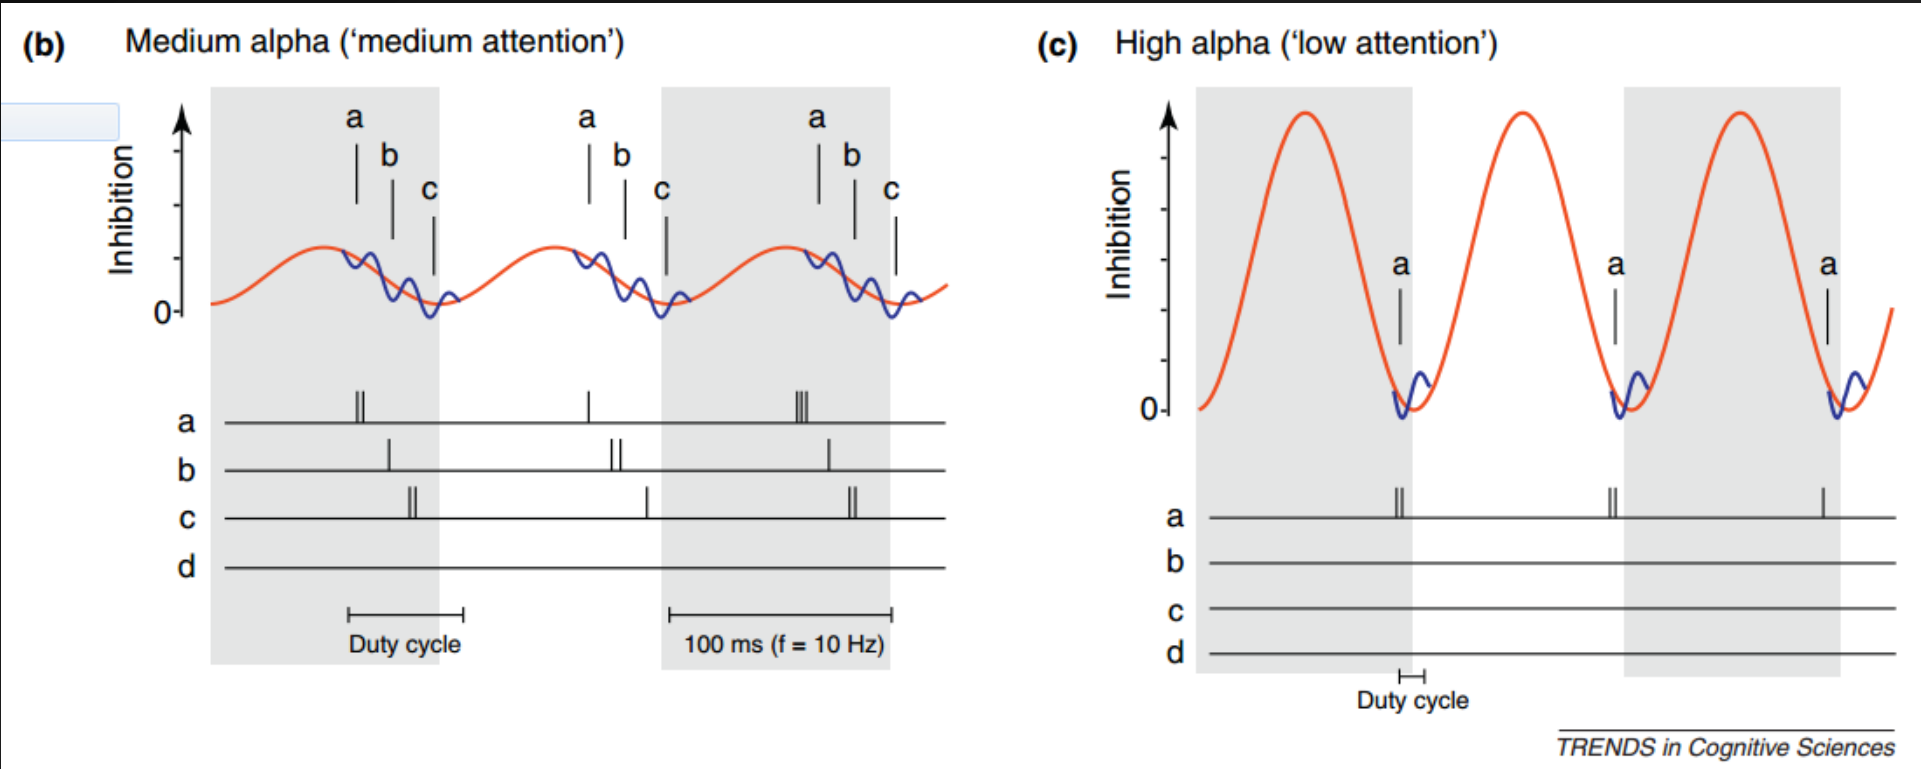 (b) Medium alpha (‘medium attention’)
a a a
b b b
c c c
Inhibition
0
a
b
c
d
Duty cycle 100 ms (f = 10 Hz)
(c) High alpha (‘low attention’)
Inhibition
a a a
0
a
b
c
d
Duty cycle
TRENDS in Cognitive Sciences